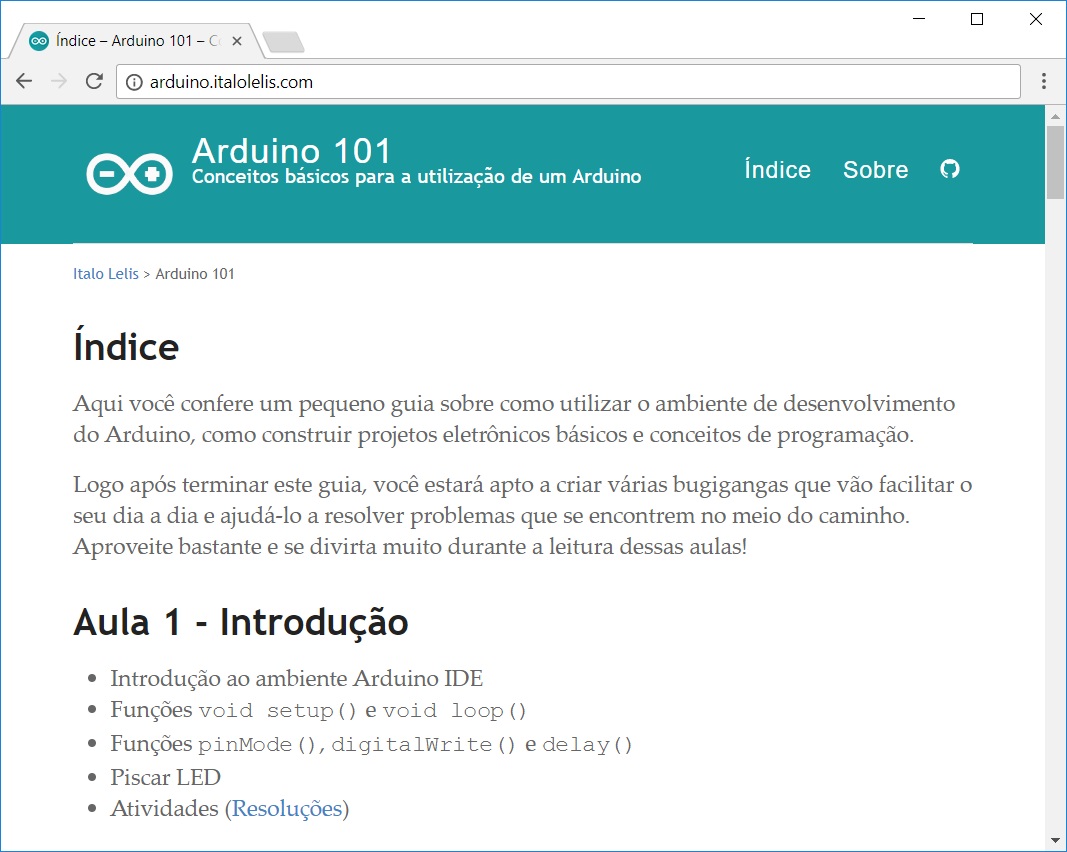 Índice – Arduino 101 –
arduino.italolelis.com
Arduino 101
Conceitos básicos para a utilização de um Arduino
Índice Sobre
Italo Lelis > Arduino 101
Índice
Aqui você confere um pequeno guia sobre como utilizar o ambiente de desenvolvimento
do Arduino, como construir projetos eletrônicos básicos e conceitos de programação.
Logo após terminar este guia, você estará apto a criar várias bugigangas que vão facilitar o
seu dia a dia e ajudá-lo a resolver problemas que se encontrem no meio do caminho.
Aproveite bastante e se divirta muito durante a leitura dessas aulas!
Aula 1 - Introdução
Introdução ao ambiente Arduino IDE
Funções void setup() e void loop()
Funções pinMode(), digitalWrite() e delay()
Piscar LED
Atividades (Resoluções)